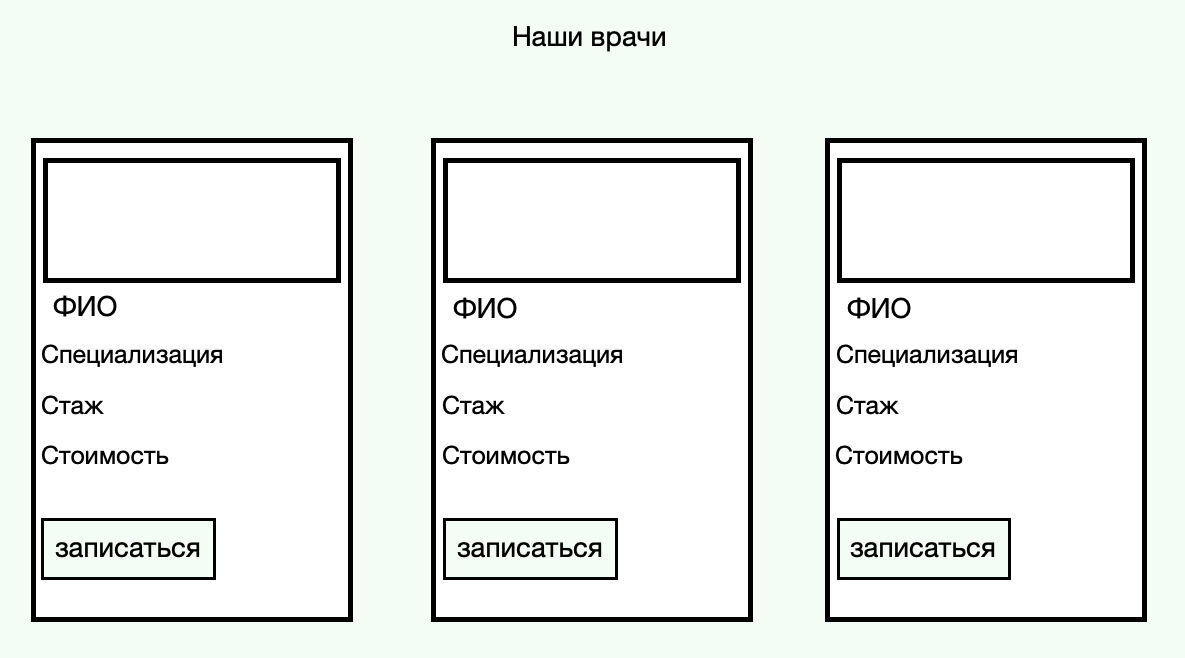 Наши врачи
ФИО
Специализация
Стаж
Стоимость
записаться
ФИО
Специализация
Стаж
Стоимость
записаться
ФИО
Специализация
Стаж
Стоимость
записаться